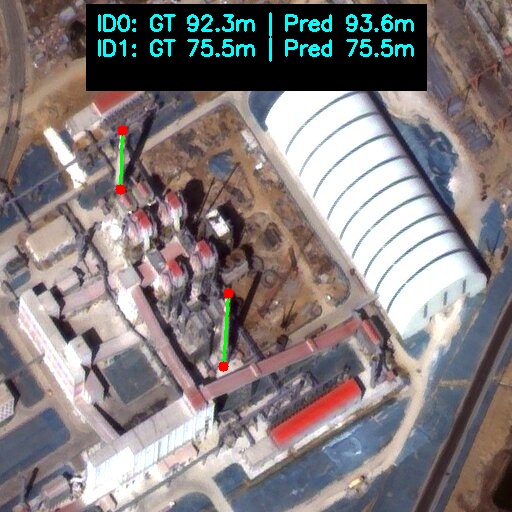 ID0: GT 92.3m | Pred 93.6m
ID1: GT 75.5m | Pred 75.5m